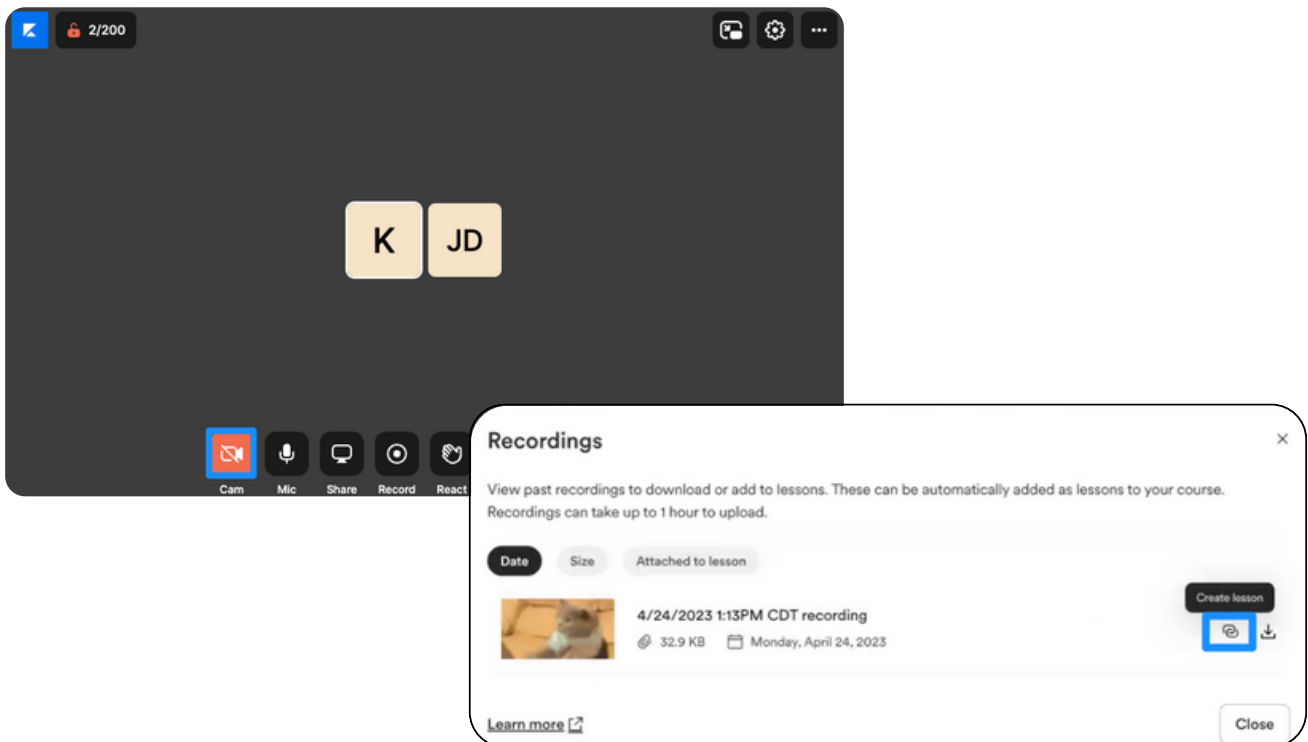 2/200
K
JD
Cam
Mic
Share
Record
React
Recordings
View past recordings to download or add to lessons. These can be automatically added as lessons to your course.
Recordings can take up to 1 hour to upload.
Date
Size
Attached to lesson
Create lesson
4/24/2023 1:13PM CDT recording
32.9 KB
Monday, April 24, 2023
Learn more
Close